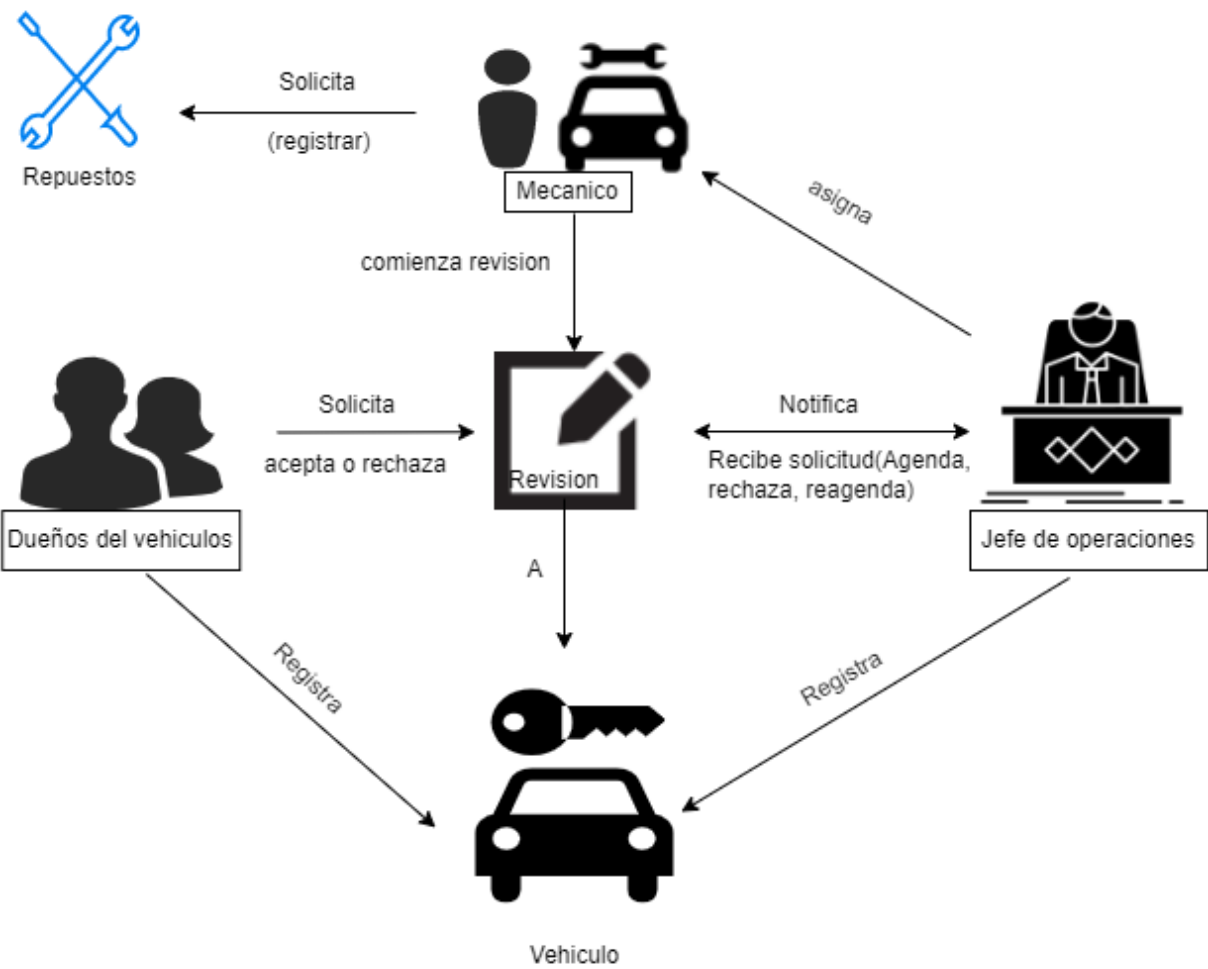 Solicita
(registrar)
Repuestos
Mecanico
asigna
comienza revision
Solicita
acepta o rechaza
Revision
Notifica
Recibe solicitud(Agenda,
rechaza, reagenda)
Dueños del vehiculos
Jefe de operaciones
A
Registra
Registra
Vehiculo